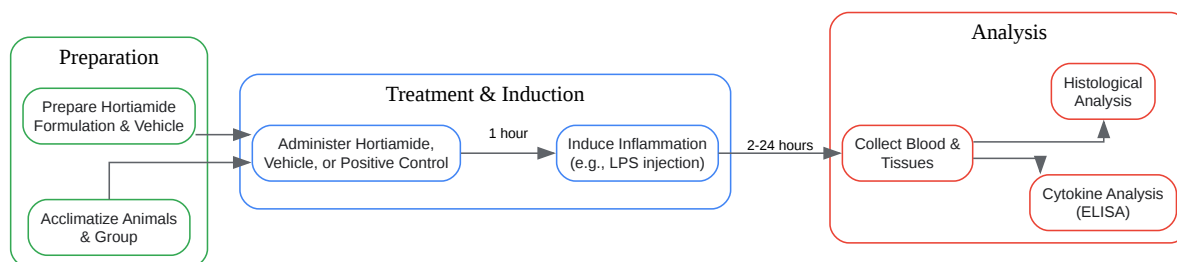 Preparation
Prepare Hortiamide
Formulation & Vehicle
Acclimatize Animals
& Group
Treatment & Induction
Administer Hortiamide,
Vehicle, or Positive Control
1 hour
Induce Inflammation
(e.g., LPS injection)
2-24 hours
Analysis
Collect Blood &
Tissues
Histological
Analysis
Cytokine Analysis
(ELISA)